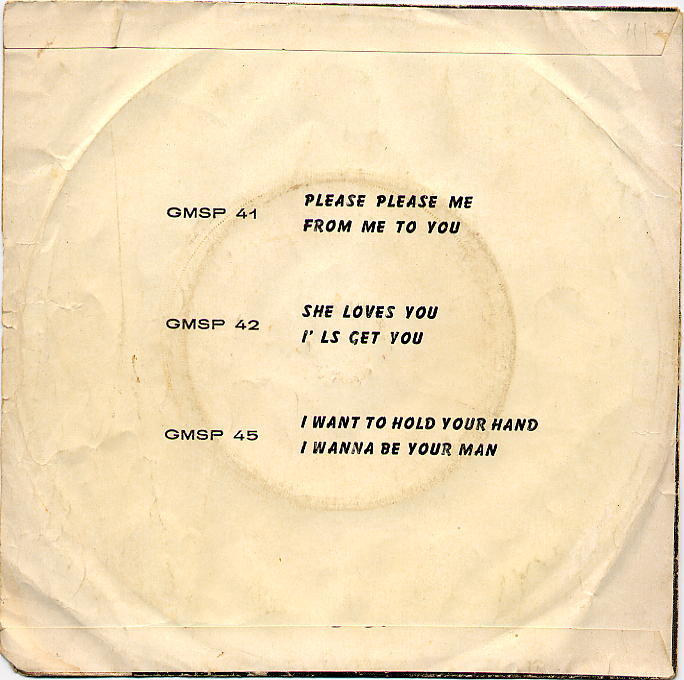 GMSP 41 PLEASE PLEASE ME
FROM ME TO YOU
GMSP 42 SHE LOVES YOU
I' LS GET YOU
GMSP 45 I WANT TO HOLD YOUR HAND
I WANNA BE YOUR MAN